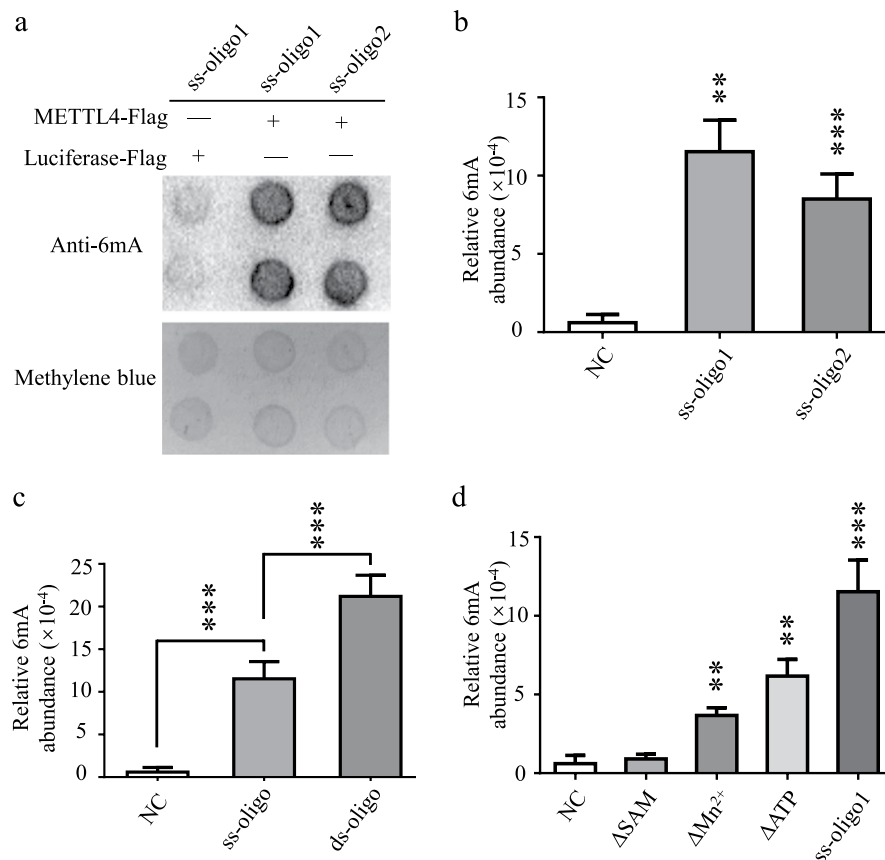 a
ss-oligo1
ss-oligo1
ss-oligo2
METTL4-Flag — + +
Luciferase-Flag + — —
Anti-6mA
Methylene blue
b
Relative 6mA
abundance (×10⁻⁴)
15
10
5
0
**
***
NC
ss-oligo1
ss-oligo2
c
Relative 6mA
abundance (×10⁻⁴)
25
20
15
10
5
0
***
***
NC
ss-oligo
ds-oligo
d
Relative 6mA
abundance (×10⁻⁴)
15
10
5
0
**
**
***
NC
ΔSAM
ΔMn²⁺
ΔATP
ss-oligo1